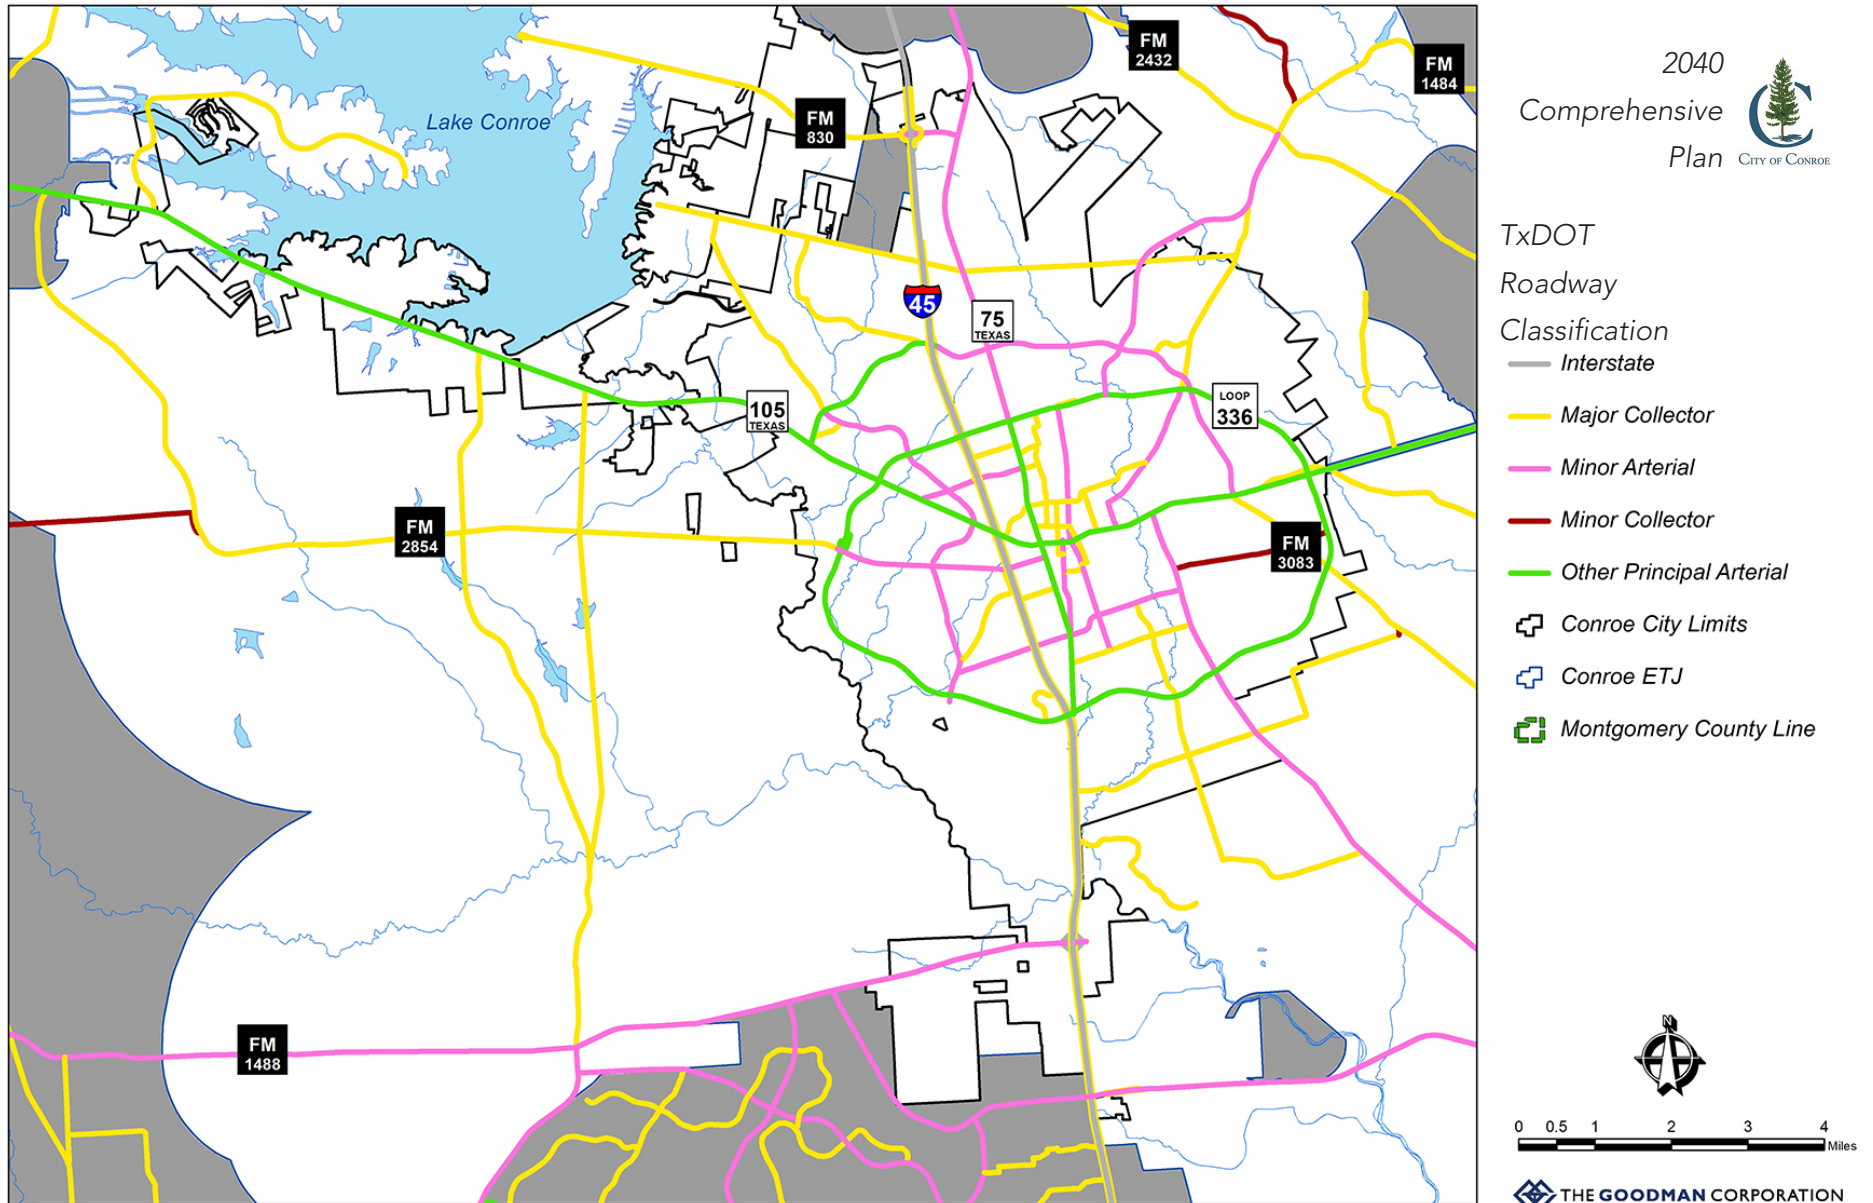 FM
2432
FM
1484
FM
830
Lake Conroe
45
75
TEXAS
105
TEXAS
LOOP
336
FM
2854
FM
3083
FM
1488
2040
Comprehensive
Plan
C
CITY OF CONROE
TxDOT
Roadway
Classification
Interstate
Major Collector
Minor Arterial
Minor Collector
Other Principal Arterial
Conroe City Limits
Conroe ETJ
Montgomery County Line
N
0 0.5 1 2 3 4
Miles
THE GOODMAN CORPORATION